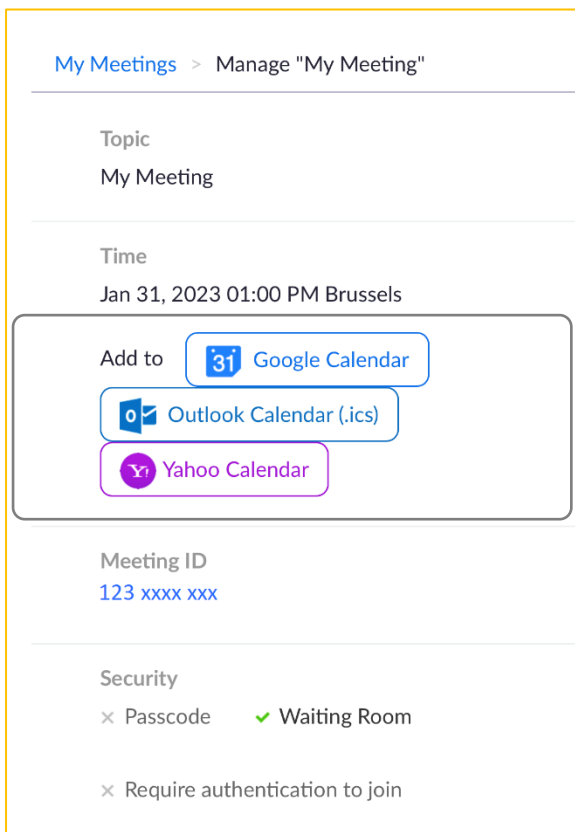 My Meetings > Manage "My Meeting"
Topic
My Meeting
Time
Jan 31, 2023 01:00 PM Brussels
Add to 31 Google Calendar
o Outlook Calendar (.ics)
Y! Yahoo Calendar
Meeting ID
123 xxxx xxx
Security
× Passcode ✓ Waiting Room
× Require authentication to join